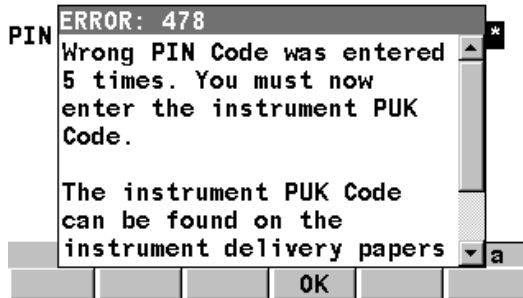 ERROR: 478
PIN
*
Wrong PIN Code was entered
5 times. You must now
enter the instrument PUK
Code.
The instrument PUK Code
can be found on the
instrument delivery papers
a
OK